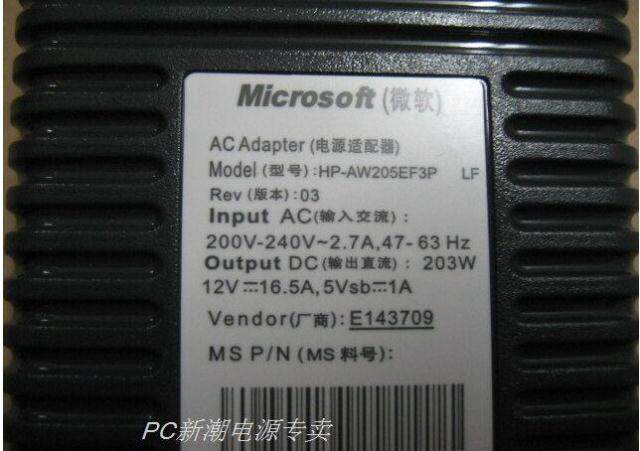 Microsoft (微软)
AC Adapter (电源适配器)
Model (型号):HP-AW205EF3P LF
Rev (版本):03
Input AC(输入交流) :
200V-240V~2.7A,47- 63 Hz
Output DC(输出直流): 203W
12V⎓16.5A,5Vsb⎓1A
Vendor(厂商): E143709
MS P/N (MS 料号):
PC新潮电源专卖